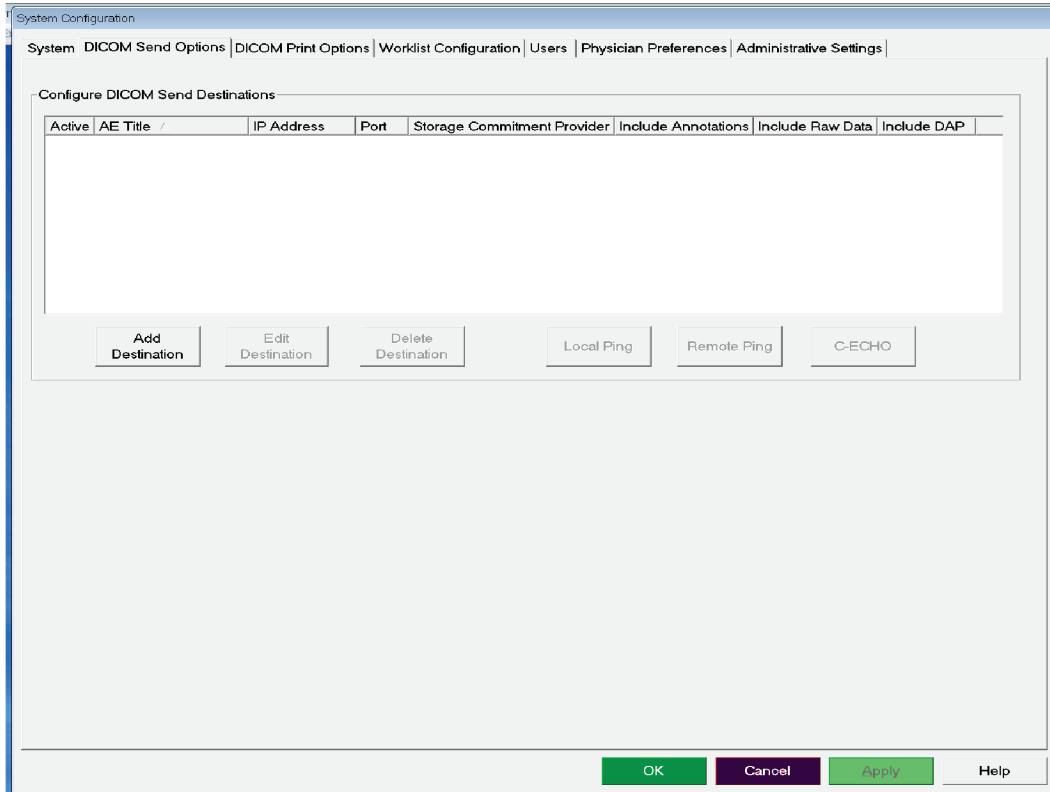 System Configuration
System DICOM Send Options DICOM Print Options Worklist Configuration Users Physician Preferences Administrative Settings
Configure DICOM Send Destinations
Active AE Title IP Address Port Storage Commitment Provider Include Annotations Include Raw Data Include DAP
Add Destination Edit Destination Delete Destination Local Ping Remote Ping C-ECHO
OK Cancel Apply Help